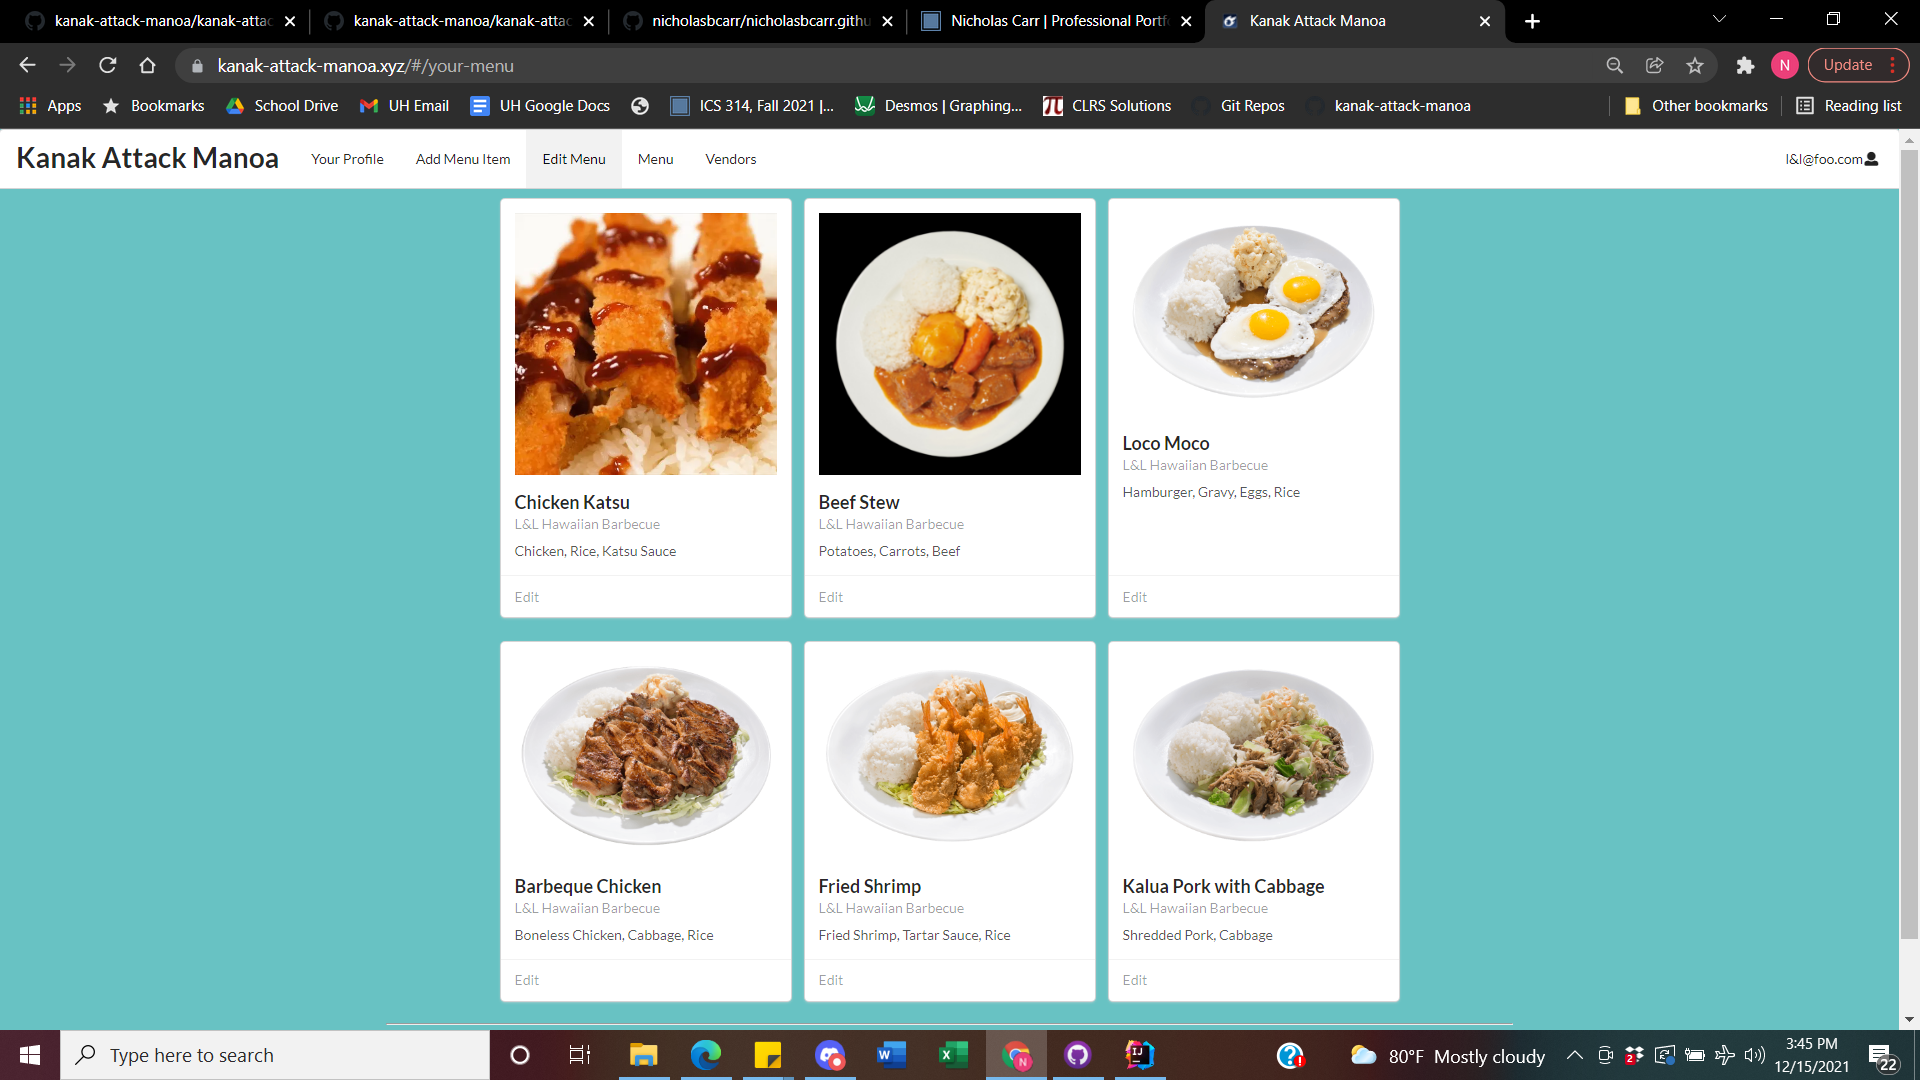 kanak-attack-manoa/kanak-attac
kanak-attack-manoa/kanak-attac
nicholasbcarr/nicholasbcarr.githu
Nicholas Carr | Professional Portf
Kanak Attack Manoa
kanak-attack-manoa.xyz/#/your-menu
N
Update
Apps
Bookmarks
School Drive
UH Email
UH Google Docs
ICS 314, Fall 2021 |...
Desmos | Graphing...
CLRS Solutions
Git Repos
kanak-attack-manoa
Other bookmarks
Reading list
Kanak Attack Manoa
Your Profile
Add Menu Item
Edit Menu
Menu
Vendors
l&l@foo.com
Chicken Katsu
L&L Hawaiian Barbecue
Chicken, Rice, Katsu Sauce
Edit
Beef Stew
L&L Hawaiian Barbecue
Potatoes, Carrots, Beef
Edit
Loco Moco
L&L Hawaiian Barbecue
Hamburger, Gravy, Eggs, Rice
Edit
Barbeque Chicken
L&L Hawaiian Barbecue
Boneless Chicken, Cabbage, Rice
Edit
Fried Shrimp
L&L Hawaiian Barbecue
Fried Shrimp, Tartar Sauce, Rice
Edit
Kalua Pork with Cabbage
L&L Hawaiian Barbecue
Shredded Pork, Cabbage
Edit
Type here to search
80°F Mostly cloudy
3:45 PM
12/15/2021
22